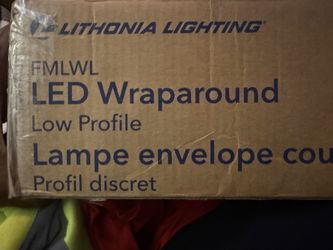 LITHONIA LIGHTING®
FMLWL
LED Wraparound
Low Profile
Lampe envelope cou
Profil discret